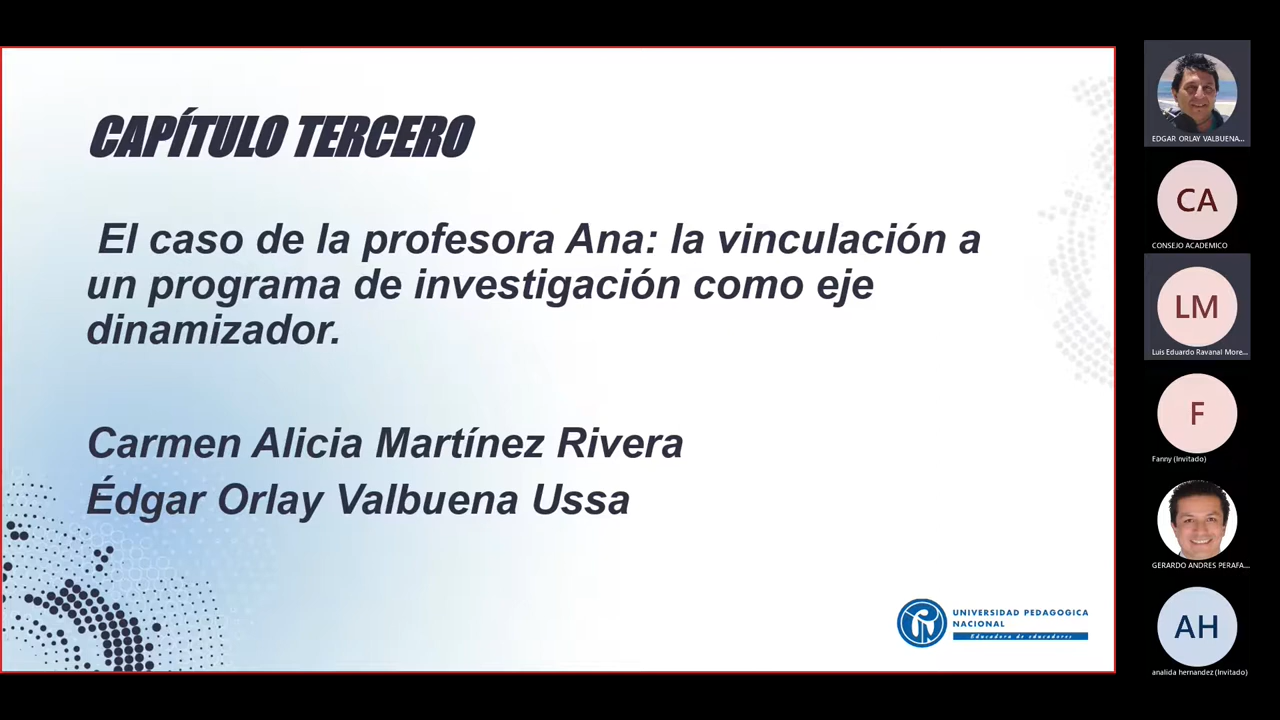 CAPÍTULO TERCERO
El caso de la profesora Ana: la vinculación a
un programa de investigación como eje
dinamizador.
Carmen Alicia Martínez Rivera
Édgar Orlay Valbuena Ussa
UNIVERSIDAD PEDAGOGICA
NACIONAL
Educadora de educadores
EDGAR ORLAY VALBUENA...
CA
CONSEJO ACADEMICO
LM
Luis Eduardo Ravanal More...
F
Fanny (Invitado)
GERARDO ANDRES PERAFA...
AH
analida hernandez (Invitado)